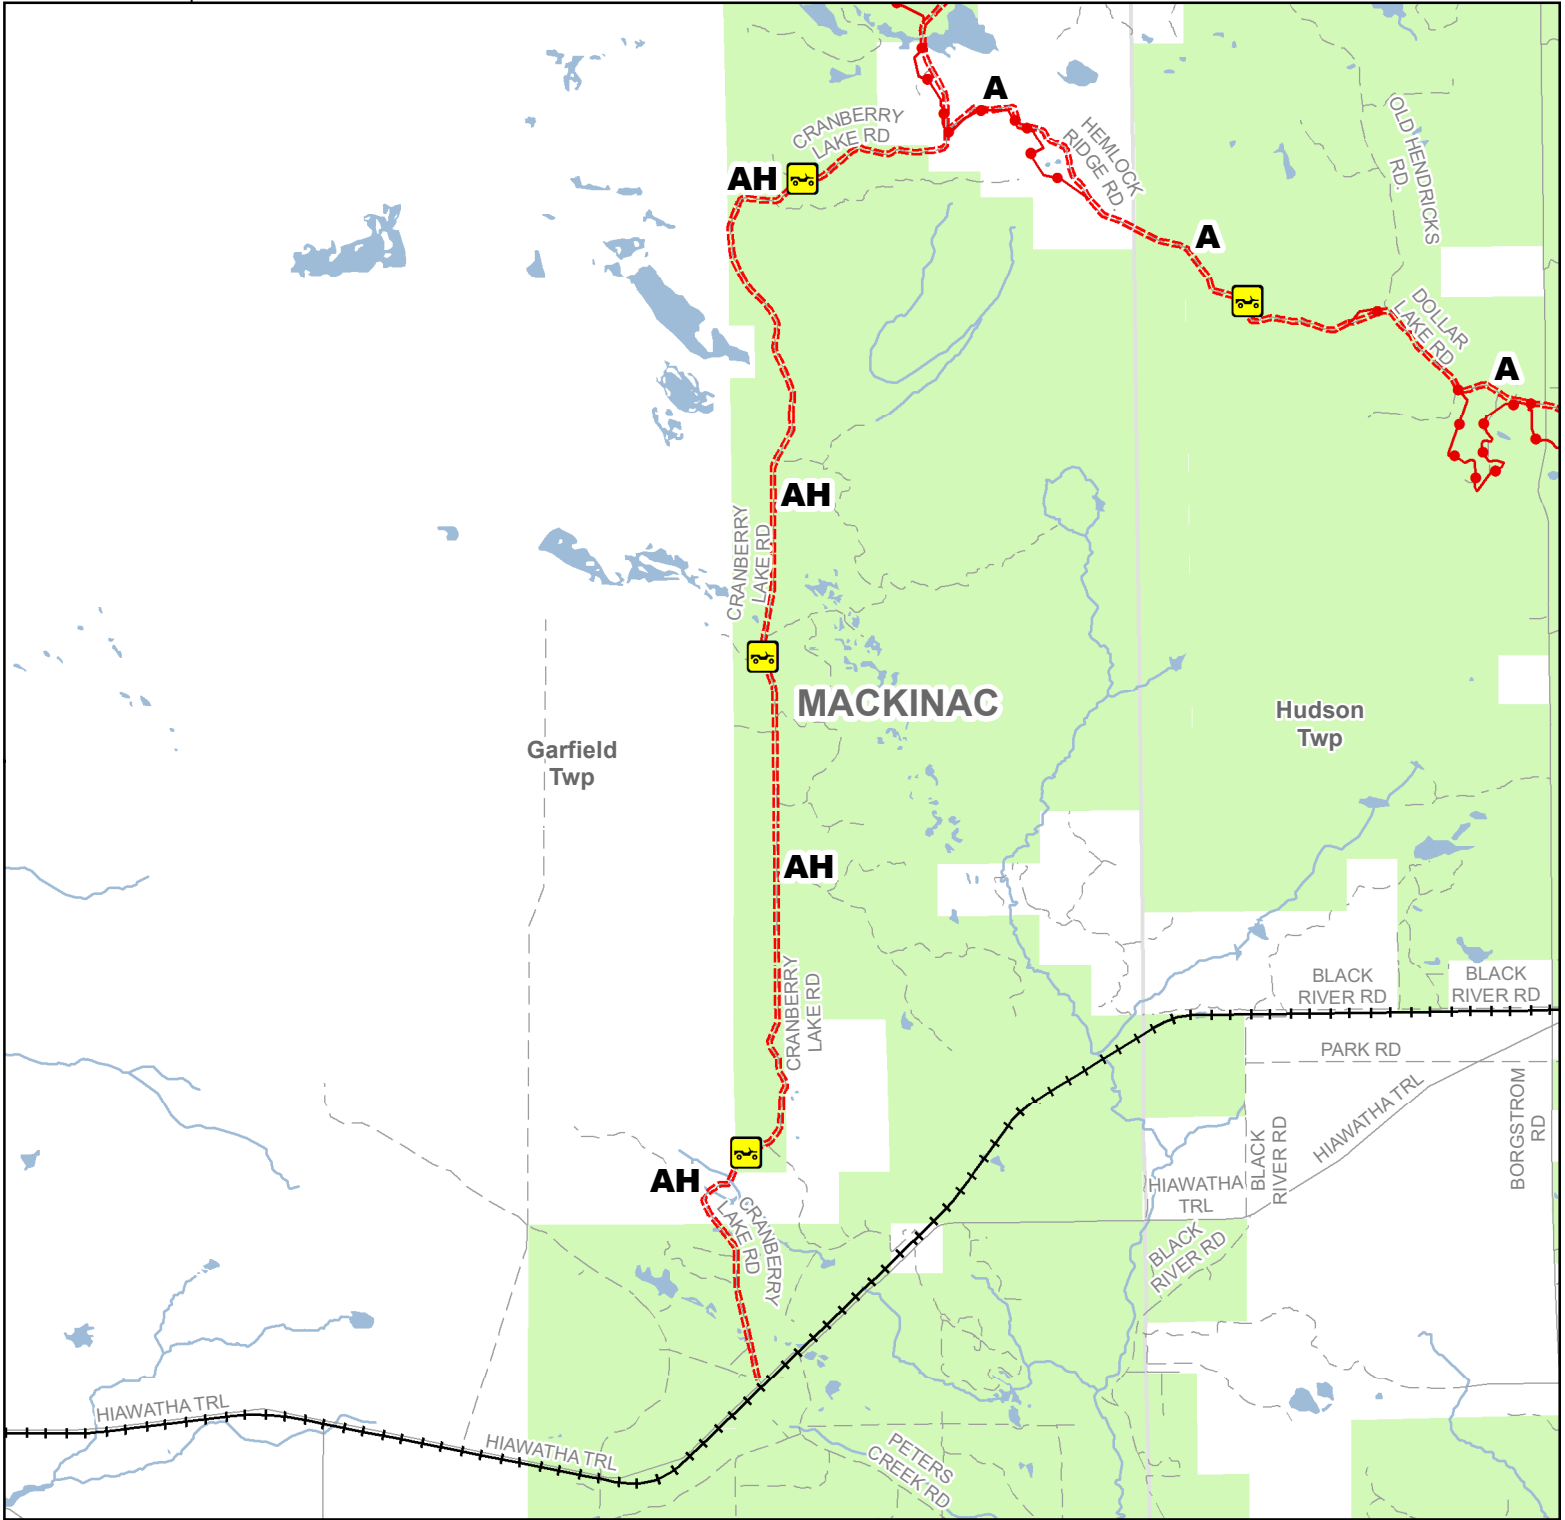 A
CRANBERRY
LAKE RD
HEMLOCK
RIDGE RD.
OLD HENDRICKS
RD.
AH
A
DOLLAR
LAKE RD
A
AH
CRANBERRY
LAKE RD
MACKINAC
Hudson
Twp
Garfield
Twp
AH
CRANBERRY
LAKE RD
BLACK
RIVER RD
BLACK
RIVER RD
PARK RD
HIAWATHA TRL
BORGSTROM
RD
BLACK
RIVER RD
AH
HIAWATHA
TRL
CRANBERRY
LAKE RD
BLACK
RIVER RD
HIAWATHA TRL
HIAWATHA TRL
PETERS
CREEK RD